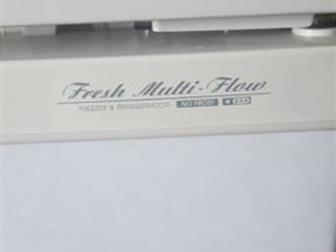 Fresh Multi-Flow
FREEZER & REFRIGERATOR NO FROST